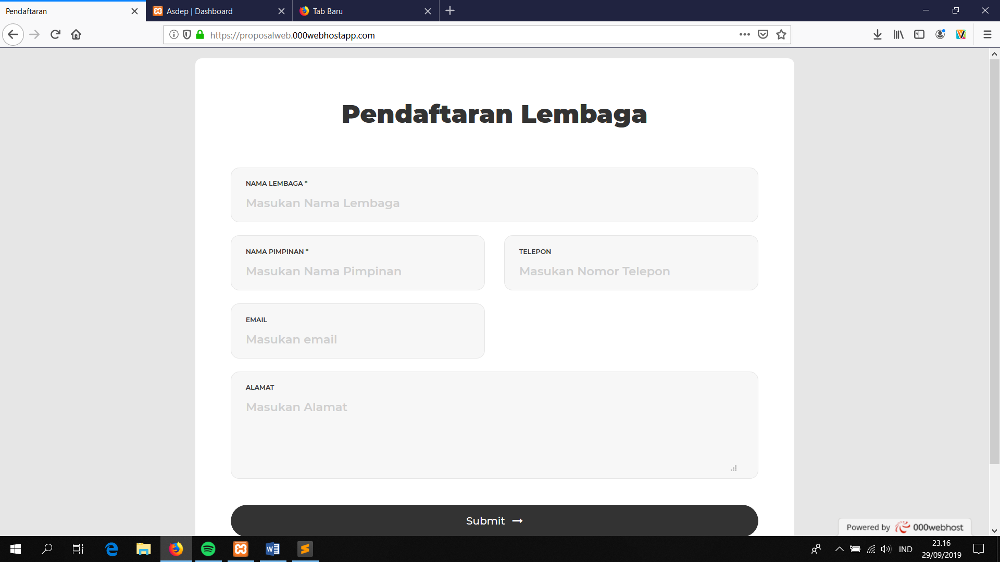 Pendaftaran
Asdep | Dashboard
Tab Baru
https://proposalweb.000webhostapp.com
Pendaftaran Lembaga
NAMA LEMBAGA *
Masukan Nama Lembaga
NAMA PIMPINAN *
Masukan Nama Pimpinan
TELEPON
Masukan Nomor Telepon
EMAIL
Masukan email
ALAMAT
Masukan Alamat
Submit
Powered by 000webhost
IND
23.16
29/09/2019